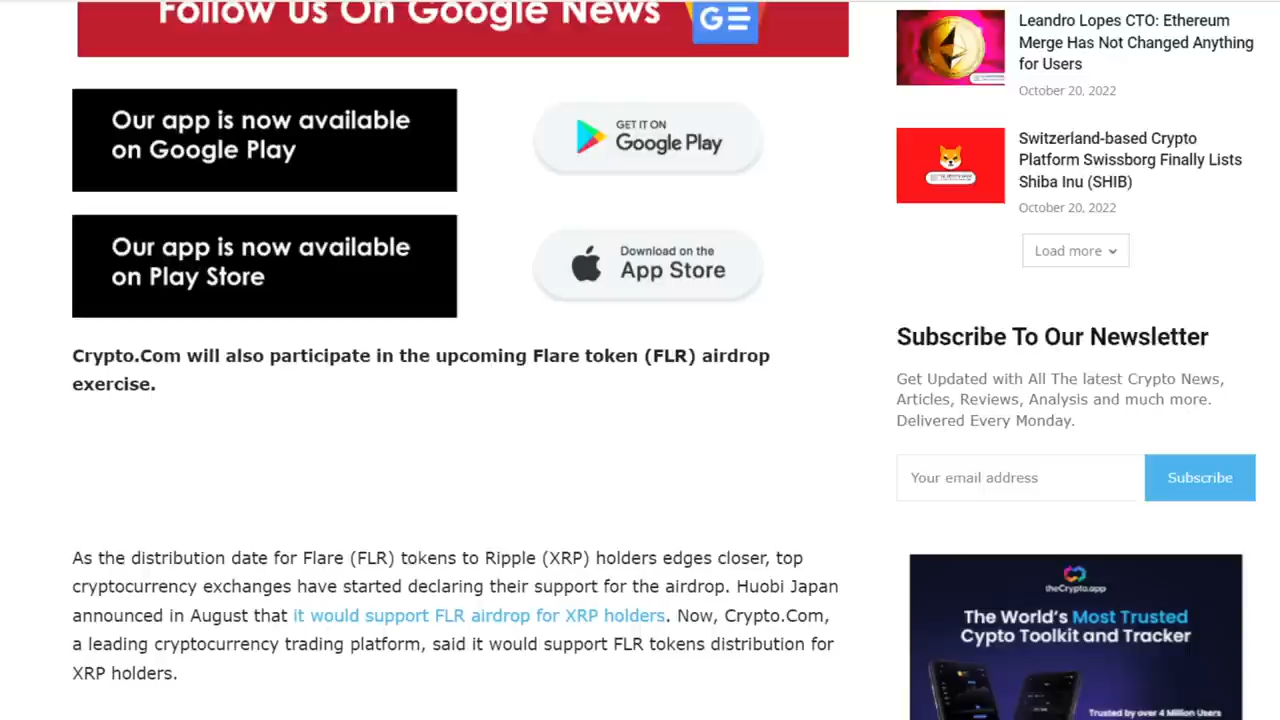 Follow Us On Google News
GE
Our app is now available
on Google Play
GET IT ON
Google Play
Our app is now available
on Play Store
Download on the
App Store
Crypto.Com will also participate in the upcoming Flare token (FLR) airdrop
exercise.
As the distribution date for Flare (FLR) tokens to Ripple (XRP) holders edges closer, top
cryptocurrency exchanges have started declaring their support for the airdrop. Huobi Japan
announced in August that it would support FLR airdrop for XRP holders. Now, Crypto.Com,
a leading cryptocurrency trading platform, said it would support FLR tokens distribution for
XRP holders.
Leandro Lopes CTO: Ethereum
Merge Has Not Changed Anything
for Users
October 20, 2022
Switzerland-based Crypto
Platform Swissborg Finally Lists
Shiba Inu (SHIB)
October 20, 2022
Load more
Subscribe To Our Newsletter
Get Updated with All The latest Crypto News,
Articles, Reviews, Analysis and much more.
Delivered Every Monday.
Your email address
Subscribe
theCrypto.app
The World's Most Trusted
Cypto Toolkit and Tracker
Trusted by over 4 Million Users